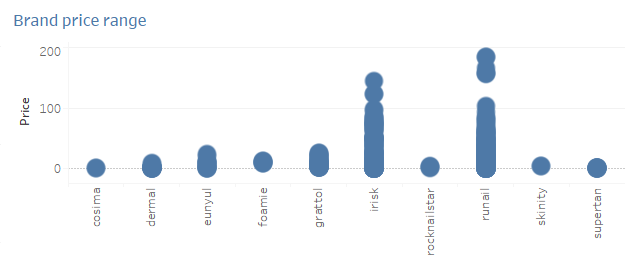 Brand price range
200
100
0
Price
cosima
dermal
eunyul
foamie
grattol
irisk
rocknailstar
runail
skinity
supertan